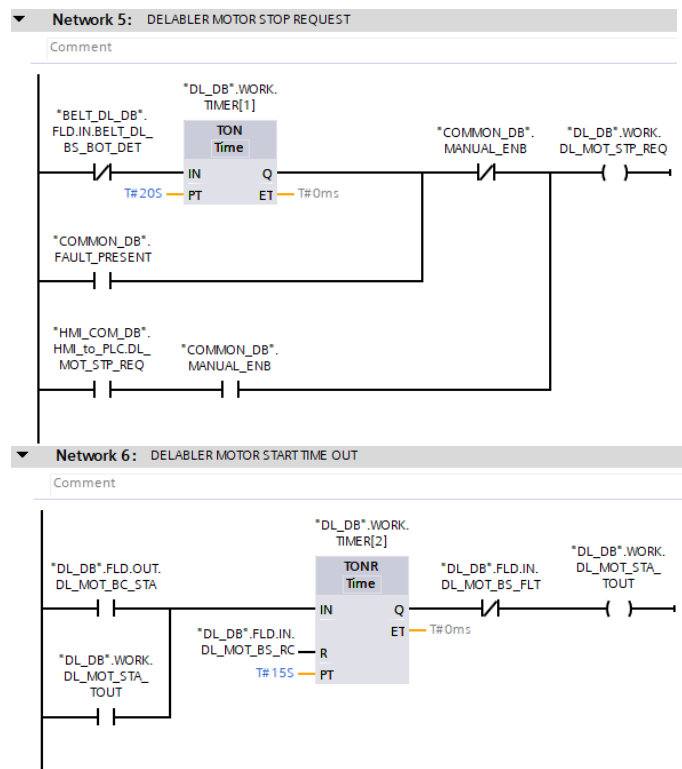 Network 5: DELABLER MOTOR STOP REQUEST
Comment
"DL_DB".WORK.
TIMER[1]
"BELT_DL_DB".
FLD.IN.BELT_DL_
BS_BOT_DET
TON
Time
"COMMON_DB".
MANUAL_ENB
"DL_DB".WORK.
DL_MOT_STP_REQ
IN
Q
T#20S
PT
ET
T#0ms
"COMMON_DB".
FAULT_PRESENT
"HMI_COM_DB".
HMI_to_PLC.DL_
MOT_STP_REQ
"COMMON_DB".
MANUAL_ENB
Network 6: DELABLER MOTOR START TIME OUT
Comment
"DL_DB".WORK.
TIMER[2]
"DL_DB".FLD.OUT.
DL_MOT_BC_STA
TONR
Time
"DL_DB".FLD.IN.
DL_MOT_BS_FLT
"DL_DB".WORK.
DL_MOT_STA_
TOUT
IN
Q
ET
T#0ms
"DL_DB".FLD.IN.
DL_MOT_BS_RC
R
T#15S
PT
"DL_DB".WORK.
DL_MOT_STA_
TOUT